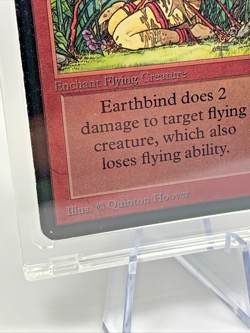 Enchant Flying Creature
Earthbind does 2
damage to target flying
creature, which also
loses flying ability.
Illus. © Quinton Hoover